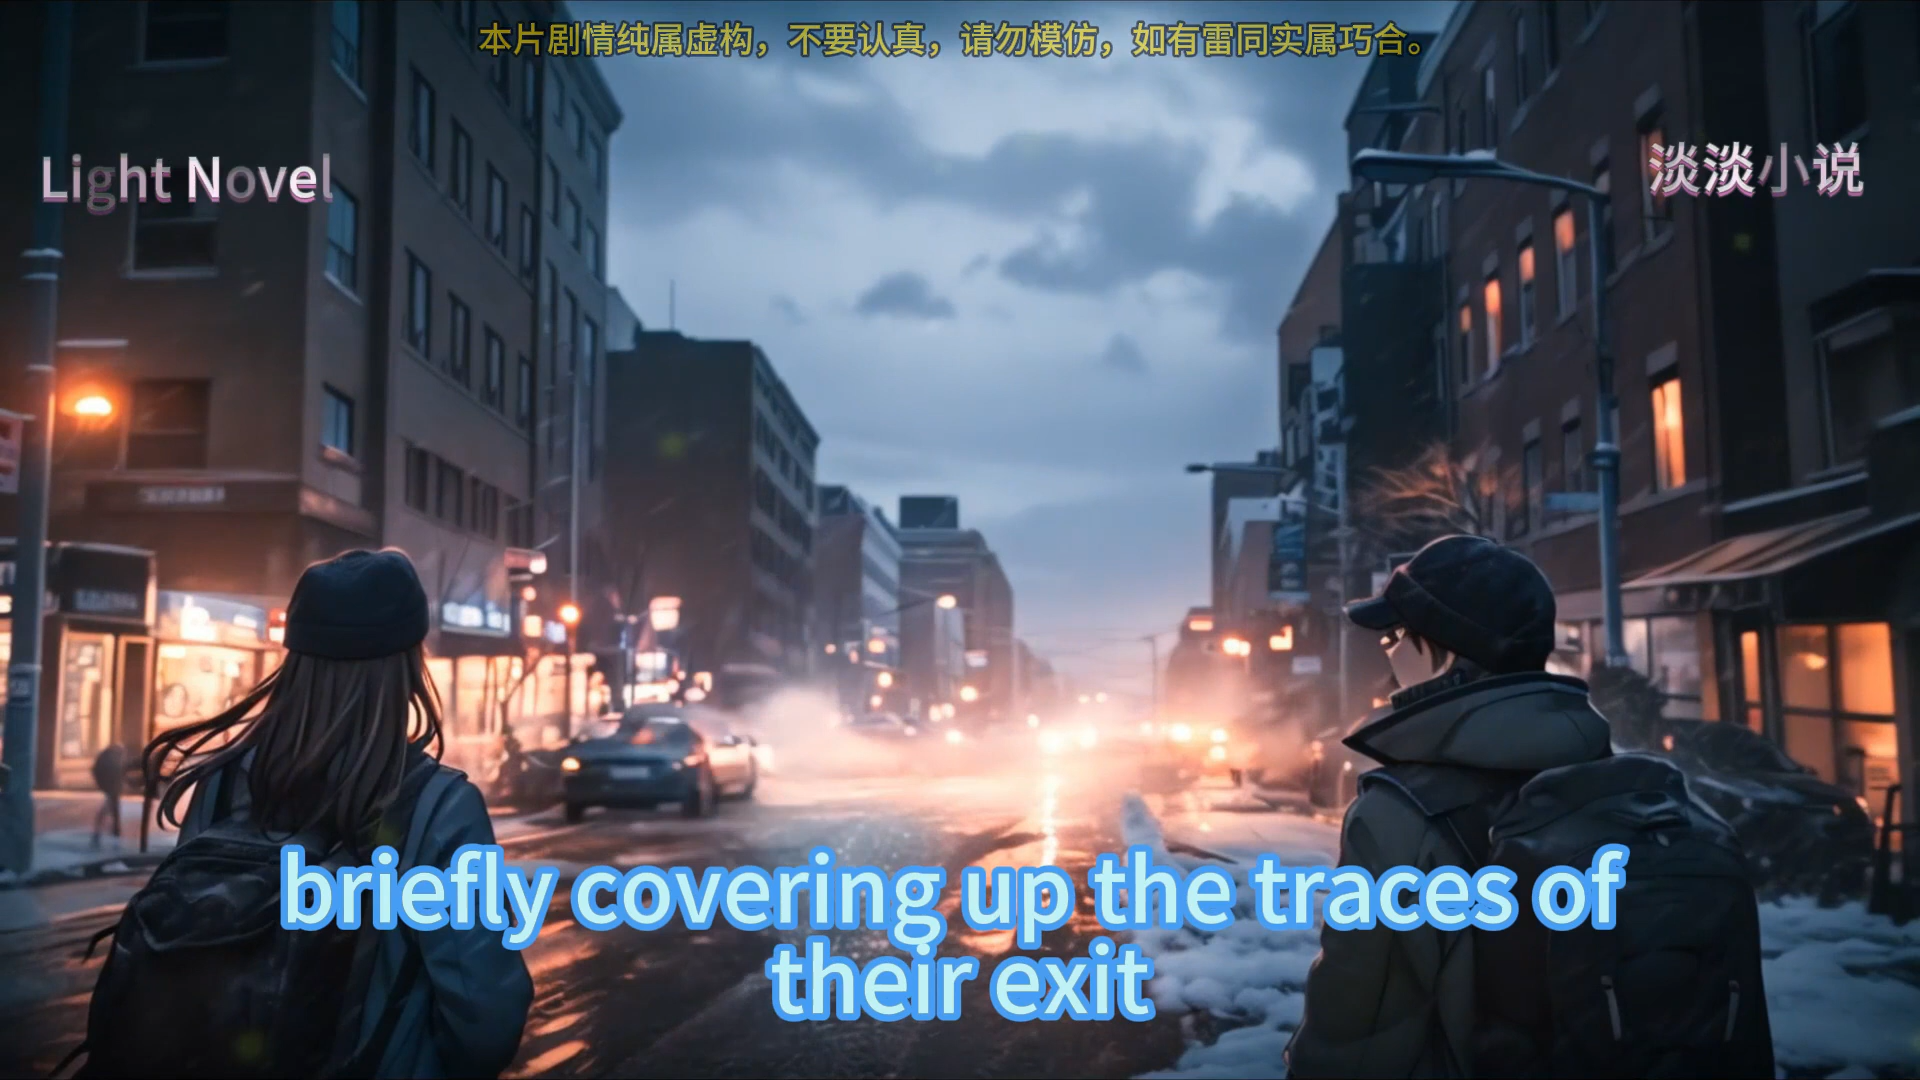 本片剧情纯属虚构，不要认真，请勿模仿，如有雷同实属巧合。
Light Novel
淡淡小说
briefly covering up the traces of
their exit